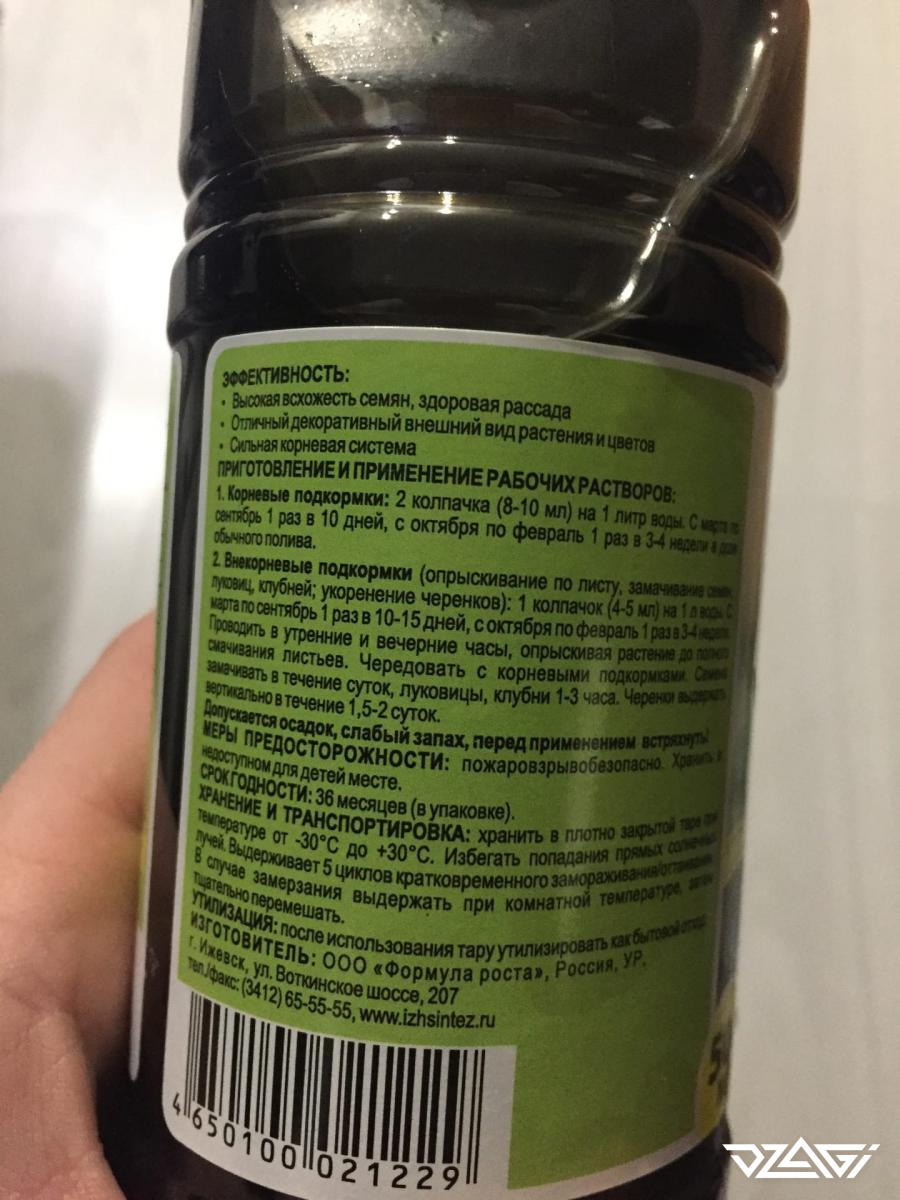 ЭФФЕКТИВНОСТЬ:
• Высокая всхожесть семян, здоровая рассада
• Отличный декоративный внешний вид растения и цветов
• Сильная корневая система
ПРИГОТОВЛЕНИЕ И ПРИМЕНЕНИЕ РАБОЧИХ РАСТВОРОВ:
1. Корневые подкормки: 2 колпачка (8-10 мл) на 1 литр воды. С марта по
сентябрь 1 раз в 10 дней, с октября по февраль 1 раз в 3-4 недели в дозе
обычного полива.
2. Внекорневые подкормки (опрыскивание по листу, замачивание семян,
луковиц, клубней; укоренение черенков): 1 колпачок (4-5 мл) на 1 л воды. С
марта по сентябрь 1 раз в 10-15 дней, с октября по февраль 1 раз в 3-4 недели.
Проводить в утренние и вечерние часы, опрыскивая растение до полного
смачивания листьев. Чередовать с корневыми подкормками. Семена
замачивать в течение суток, луковицы, клубни 1-3 часа. Черенки выдержать
вертикально в течение 1,5-2 суток.
Допускается осадок, слабый запах, перед применением встряхнуть!
МЕРЫ ПРЕДОСТОРОЖНОСТИ: пожаровзрывобезопасно. Хранить в
недоступном для детей месте.
СРОК ГОДНОСТИ: 36 месяцев (в упаковке).
ХРАНЕНИЕ И ТРАНСПОРТИРОВКА: хранить в плотно закрытой таре при
температуре от -30°C до +30°C. Избегать попадания прямых солнечных
лучей. Выдерживает 5 циклов кратковременного замораживания/оттаивания.
В случае замерзания выдержать при комнатной температуре, затем
тщательно перемешать.
УТИЛИЗАЦИЯ: после использования тару утилизировать как бытовой отход.
ИЗГОТОВИТЕЛЬ: ООО «Формула роста», Россия, УР,
г. Ижевск, ул. Воткинское шоссе, 207
тел./факс: (3412) 65-55-55, www.izhsintez.ru
4 650100 021229
5
DZAGI